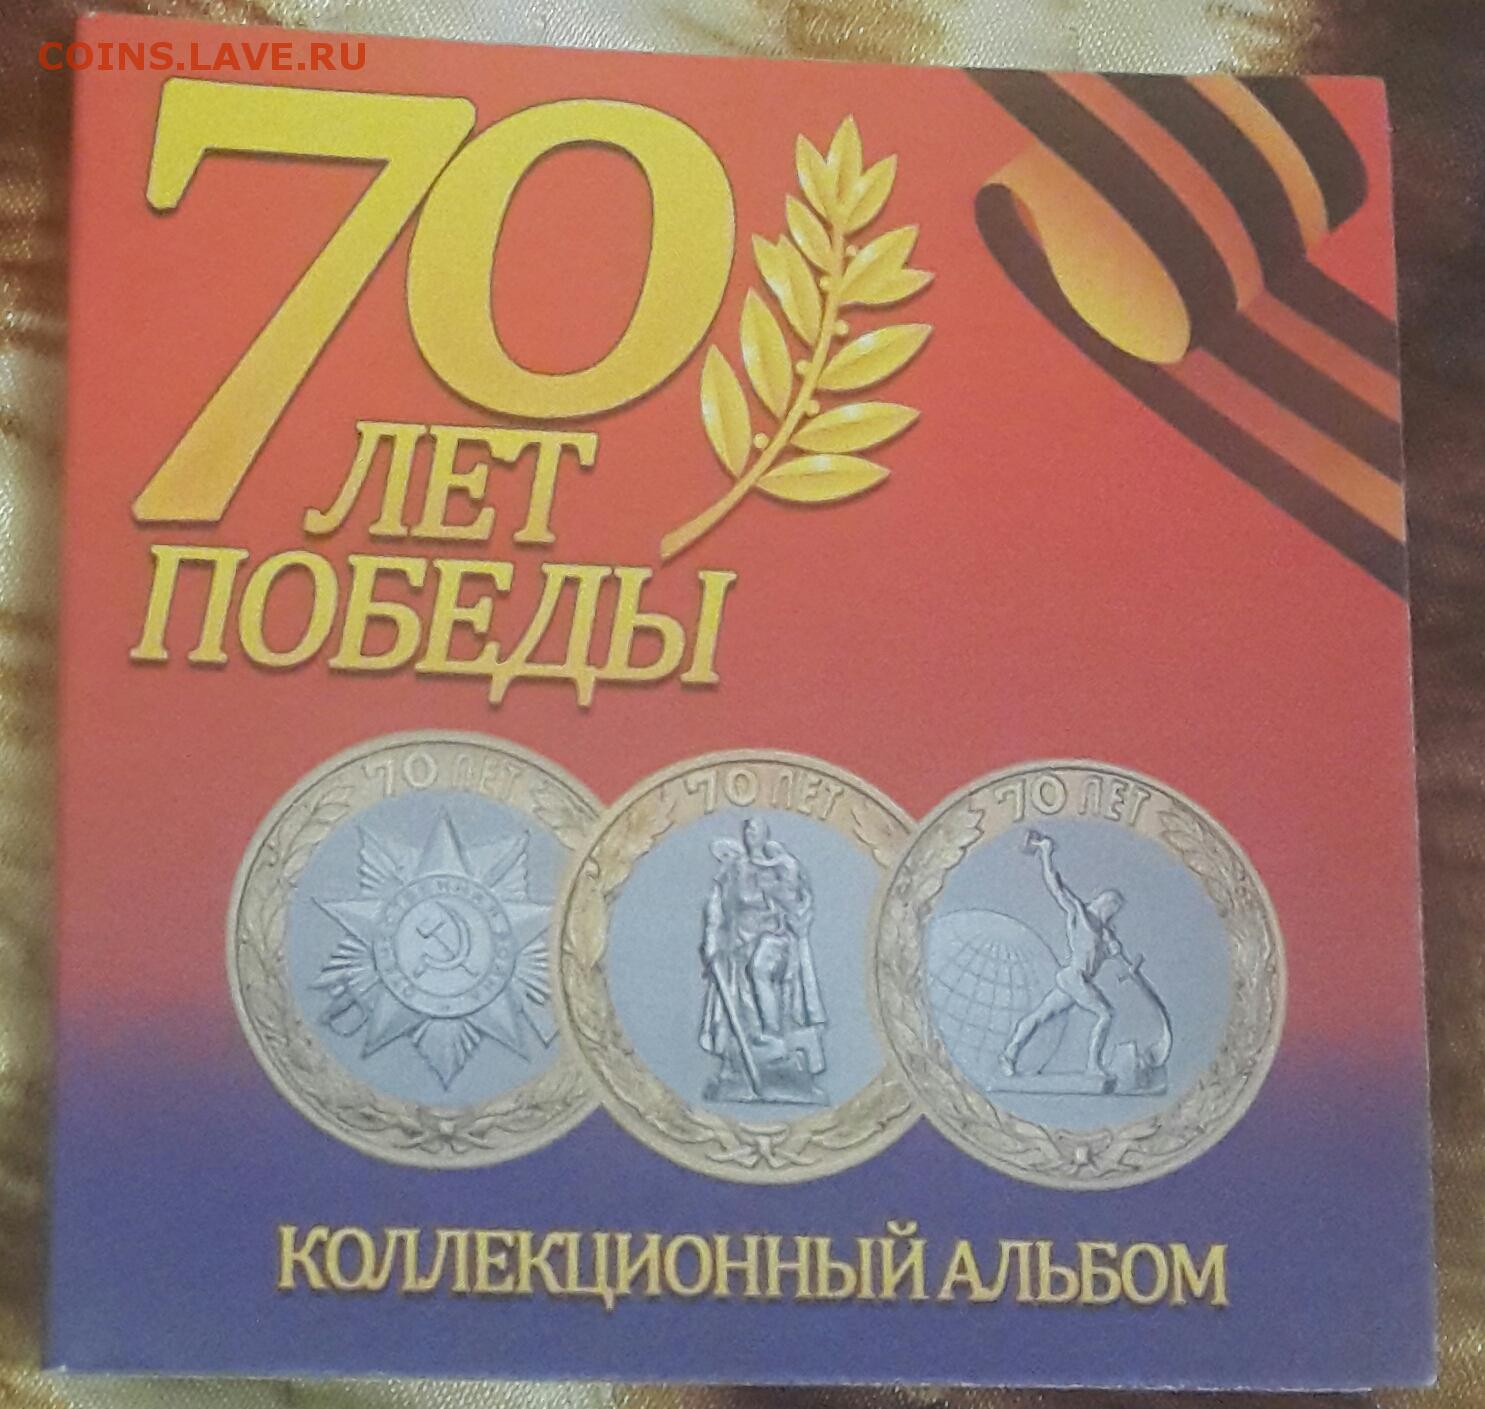 COINS.LAVE.RU
70
ЛЕТ
ПОБЕДЫ
70 ЛЕТ
70 ЛЕТ
70 ЛЕТ
КОЛЛЕКЦИОННЫЙ АЛЬБОМ